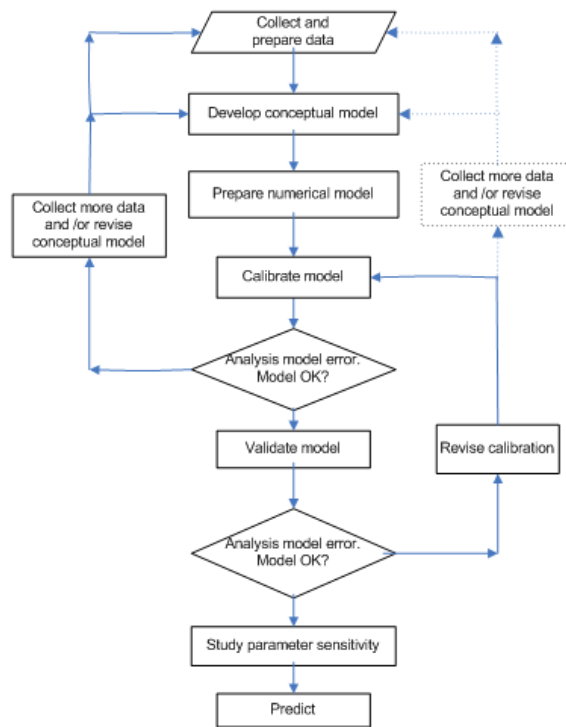 Collect and
prepare data
Develop conceptual model
Prepare numerical model
Collect more data
and /or revise
conceptual model
Collect more data
and /or revise
conceptual model
Calibrate model
Analysis model error.
Model OK?
Validate model
Revise calibration
Analysis model error.
Model OK?
Study parameter sensitivity
Predict